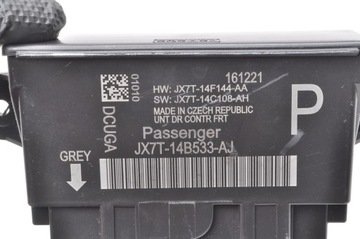 161221
01010
HW: JX7T-14F144-AA
SW: JX7T-14C108-AH
MADE IN CZECH REPUBLIC
UNT DR CONTR FRT
DCUGA
Passenger
P
JX7T-14B533-AJ
GREY